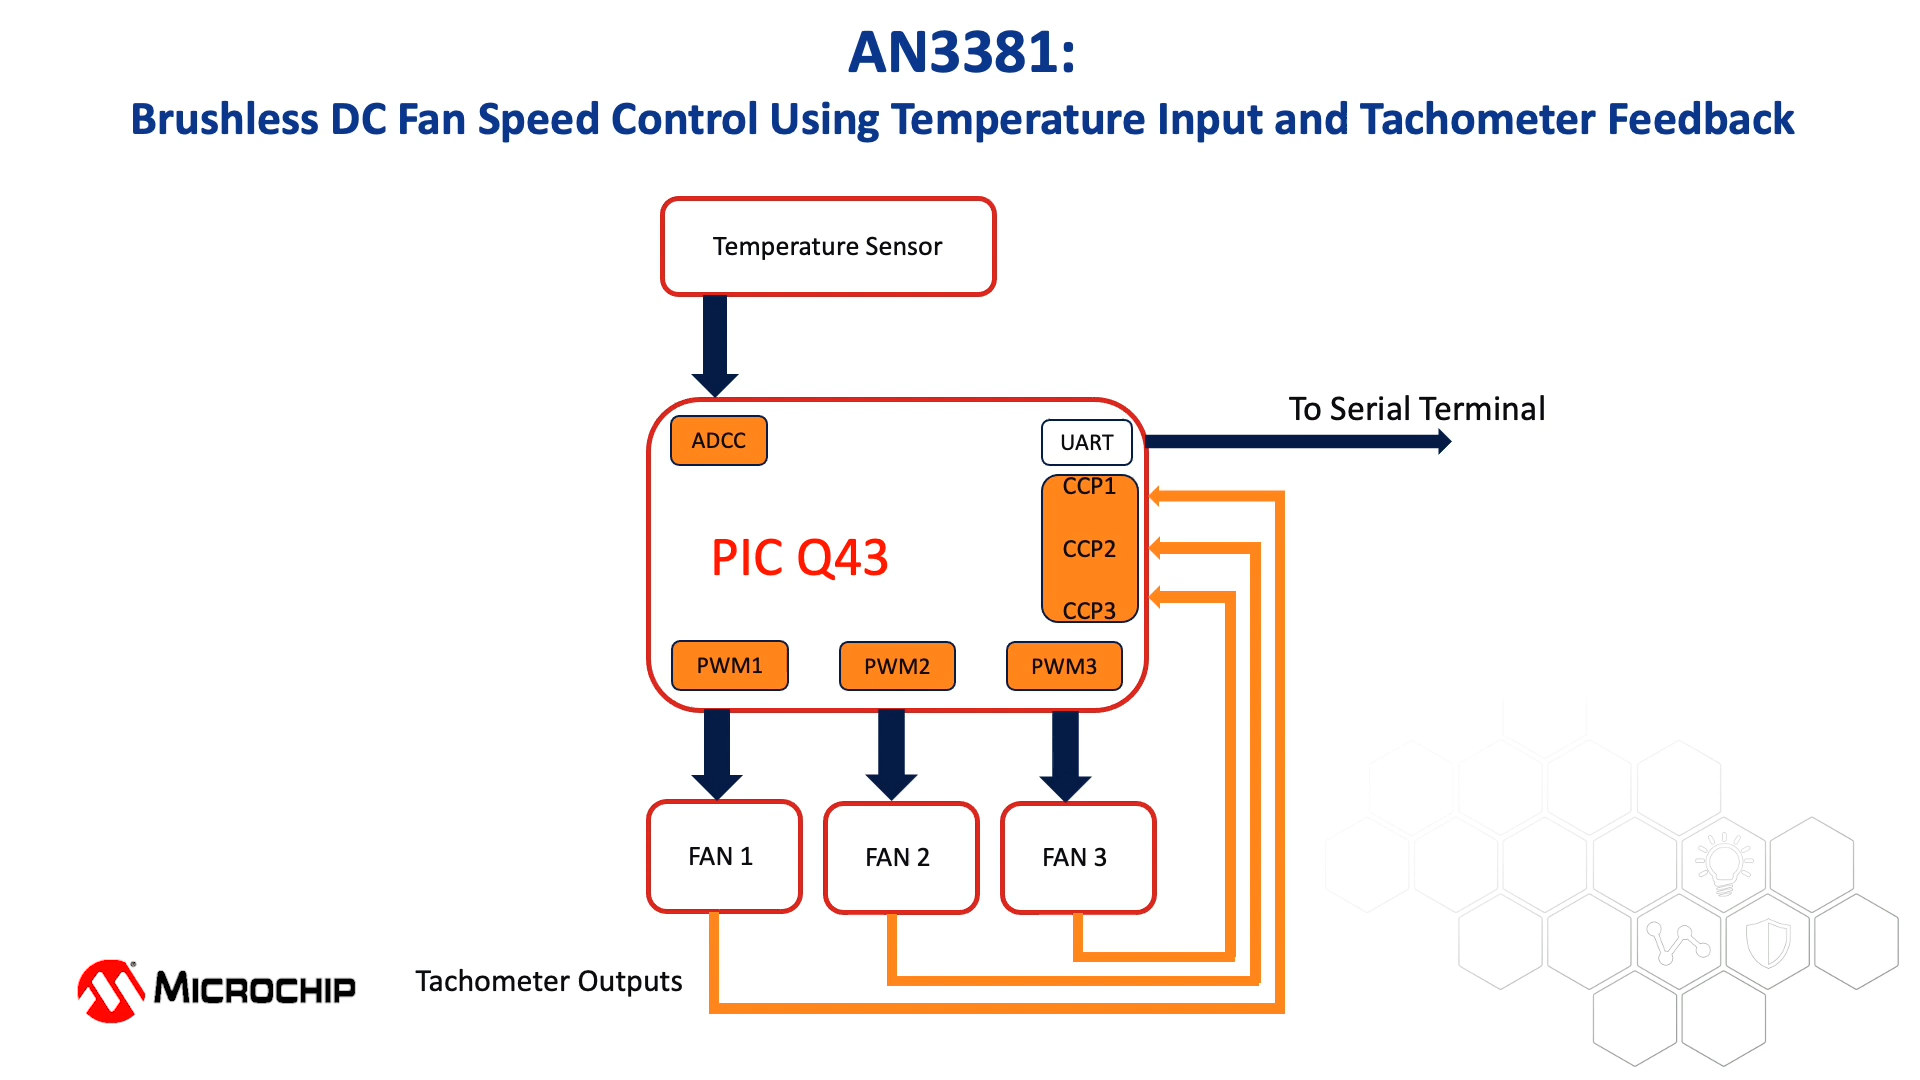 AN3381:
Brushless DC Fan Speed Control Using Temperature Input and Tachometer Feedback
Temperature Sensor
To Serial Terminal
ADCC
UART
CCP1
PIC Q43
CCP2
CCP3
PWM1
PWM2
PWM3
FAN 1
FAN 2
FAN 3
Tachometer Outputs
MICROCHIP